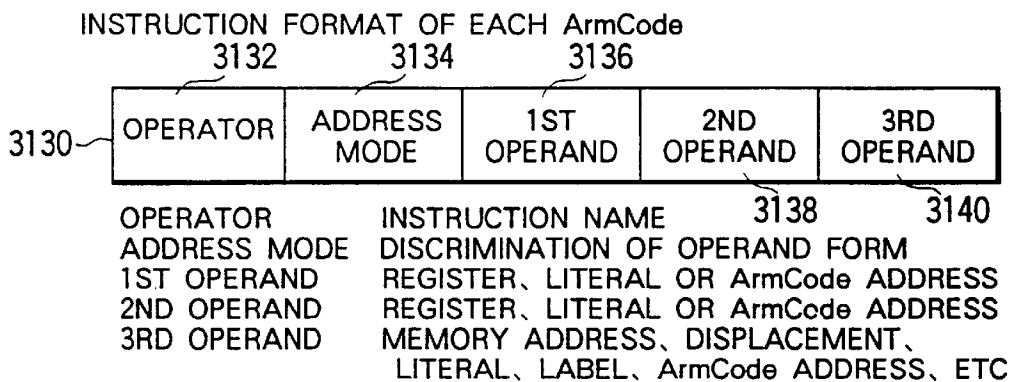 INSTRUCTION FORMAT OF EACH ArmCode
3132 3134 3136
3130 OPERATOR ADDRESS MODE 1ST OPERAND 2ND OPERAND 3RD OPERAND
3138 3140
OPERATOR INSTRUCTION NAME
ADDRESS MODE DISCRIMINATION OF OPERAND FORM
1ST OPERAND REGISTER、LITERAL OR ArmCode ADDRESS
2ND OPERAND REGISTER、LITERAL OR ArmCode ADDRESS
3RD OPERAND MEMORY ADDRESS、DISPLACEMENT、
LITERAL、LABEL、ArmCode ADDRESS、ETC